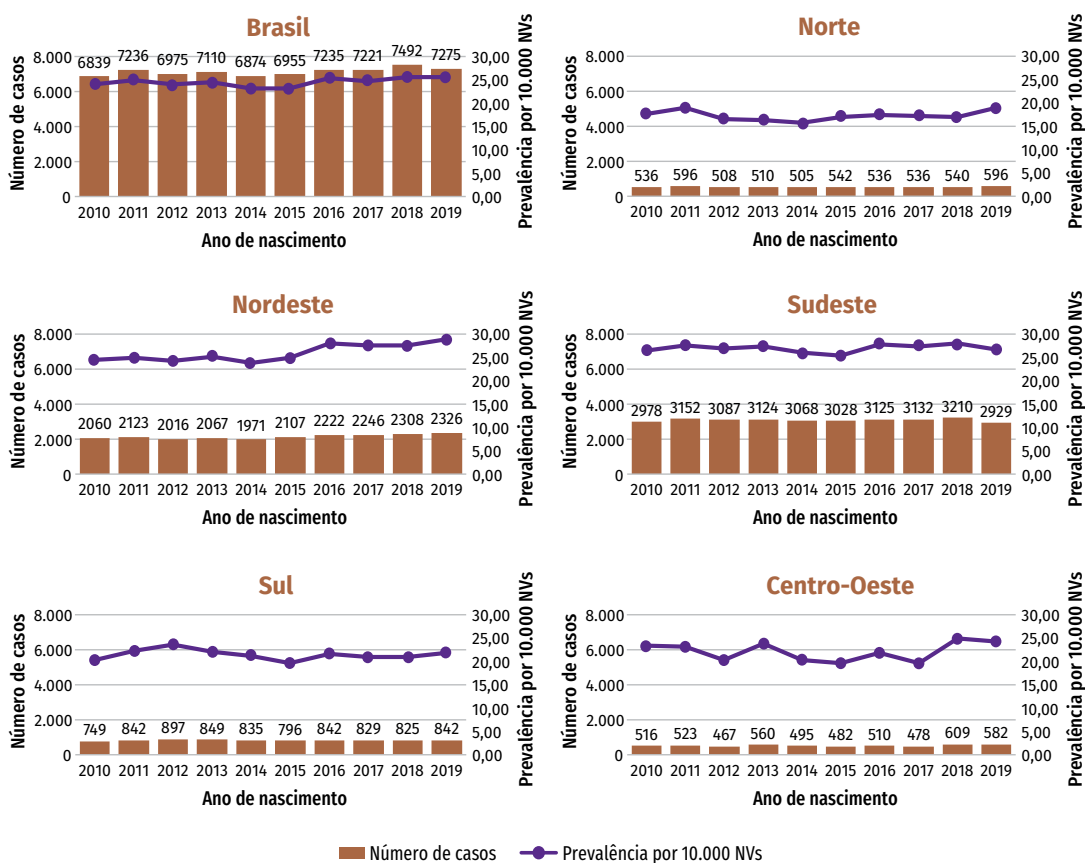 Brasil
Número de casos
8.000
6.000
4.000
2.000
0
6839 7236 6975 7110 6874 6955 7235 7221 7492 7275
30,00
25,00
20,00
15,00
10,00
5,00
0,00
Prevalência por 10.000 NVs
2010 2011 2012 2013 2014 2015 2016 2017 2018 2019
Ano de nascimento
Norte
Número de casos
8.000
6.000
4.000
2.000
0
536 596 508 510 505 542 536 536 540 596
30,00
25,00
20,00
15,00
10,00
5,00
0,00
Prevalência por 10.000 NVs
2010 2011 2012 2013 2014 2015 2016 2017 2018 2019
Ano de nascimento
Nordeste
Número de casos
8.000
6.000
4.000
2.000
0
2060 2123 2016 2067 1971 2107 2222 2246 2308 2326
30,00
25,00
20,00
15,00
10,00
5,00
0,00
Prevalência por 10.000 NVs
2010 2011 2012 2013 2014 2015 2016 2017 2018 2019
Ano de nascimento
Sudeste
Número de casos
8.000
6.000
4.000
2.000
0
2978 3152 3087 3124 3068 3028 3125 3132 3210 2929
30,00
25,00
20,00
15,00
10,00
5,00
0,00
Prevalência por 10.000 NVs
2010 2011 2012 2013 2014 2015 2016 2017 2018 2019
Ano de nascimento
Sul
Número de casos
8.000
6.000
4.000
2.000
0
749 842 897 849 835 796 842 829 825 842
30,00
25,00
20,00
15,00
10,00
5,00
0,00
Prevalência por 10.000 NVs
2010 2011 2012 2013 2014 2015 2016 2017 2018 2019
Ano de nascimento
Centro-Oeste
Número de casos
8.000
6.000
4.000
2.000
0
516 523 467 560 495 482 510 478 609 582
30,00
25,00
20,00
15,00
10,00
5,00
0,00
Prevalência por 10.000 NVs
2010 2011 2012 2013 2014 2015 2016 2017 2018 2019
Ano de nascimento
Número de casos Prevalência por 10.000 NVs